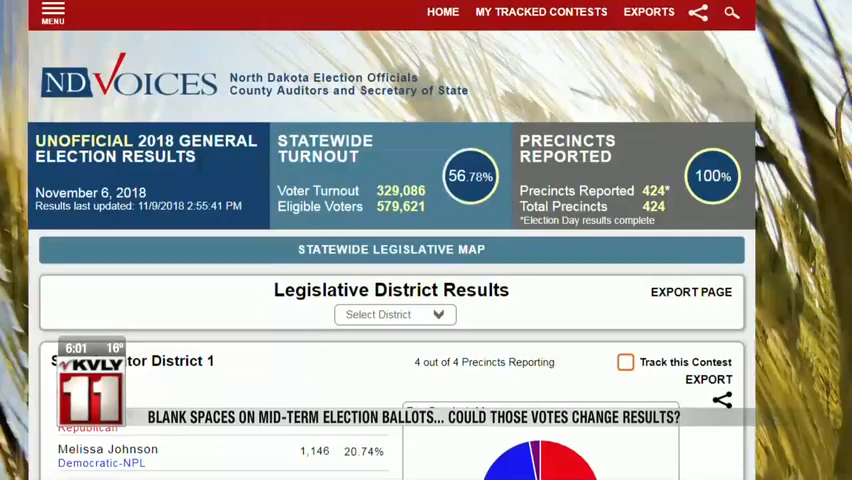 MENU
HOME MY TRACKED CONTESTS EXPORTS
ND VOICES
North Dakota Election Officials
County Auditors and Secretary of State
UNOFFICIAL 2018 GENERAL
ELECTION RESULTS
November 6, 2018
Results last updated: 11/9/2018 2:55:41 PM
STATEWIDE
TURNOUT
Voter Turnout 329,086
Eligible Voters 579,621
56.78%
PRECINCTS
REPORTED
Precincts Reported 424*
Total Precincts 424
*Election Day results complete
100%
STATEWIDE LEGISLATIVE MAP
Legislative District Results
EXPORT PAGE
Select District
District 1
4 out of 4 Precincts Reporting
Track this Contest
EXPORT
6:01 16°
KVLY
11
BLANK SPACES ON MID-TERM ELECTION BALLOTS... COULD THOSE VOTES CHANGE RESULTS?
Republican
Melissa Johnson 1,146 20.74%
Democratic-NPL